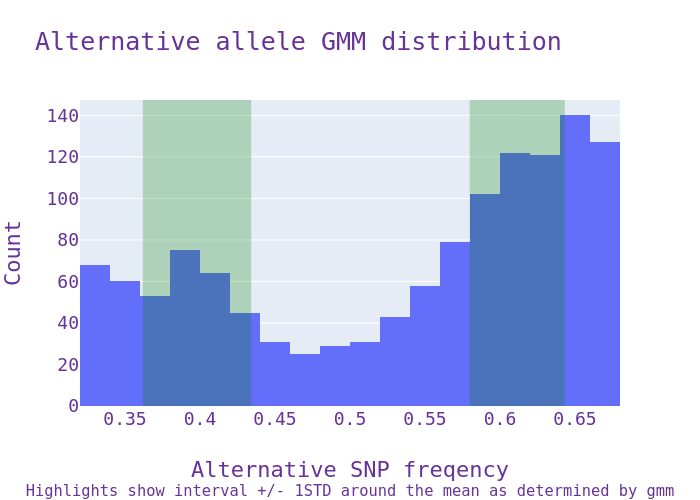 Alternative allele GMM distribution
140
120
100
80
60
40
20
0
Count
0.35 0.4 0.45 0.5 0.55 0.6 0.65
Alternative SNP freqency
Highlights show interval +/- 1STD around the mean as determined by gmm